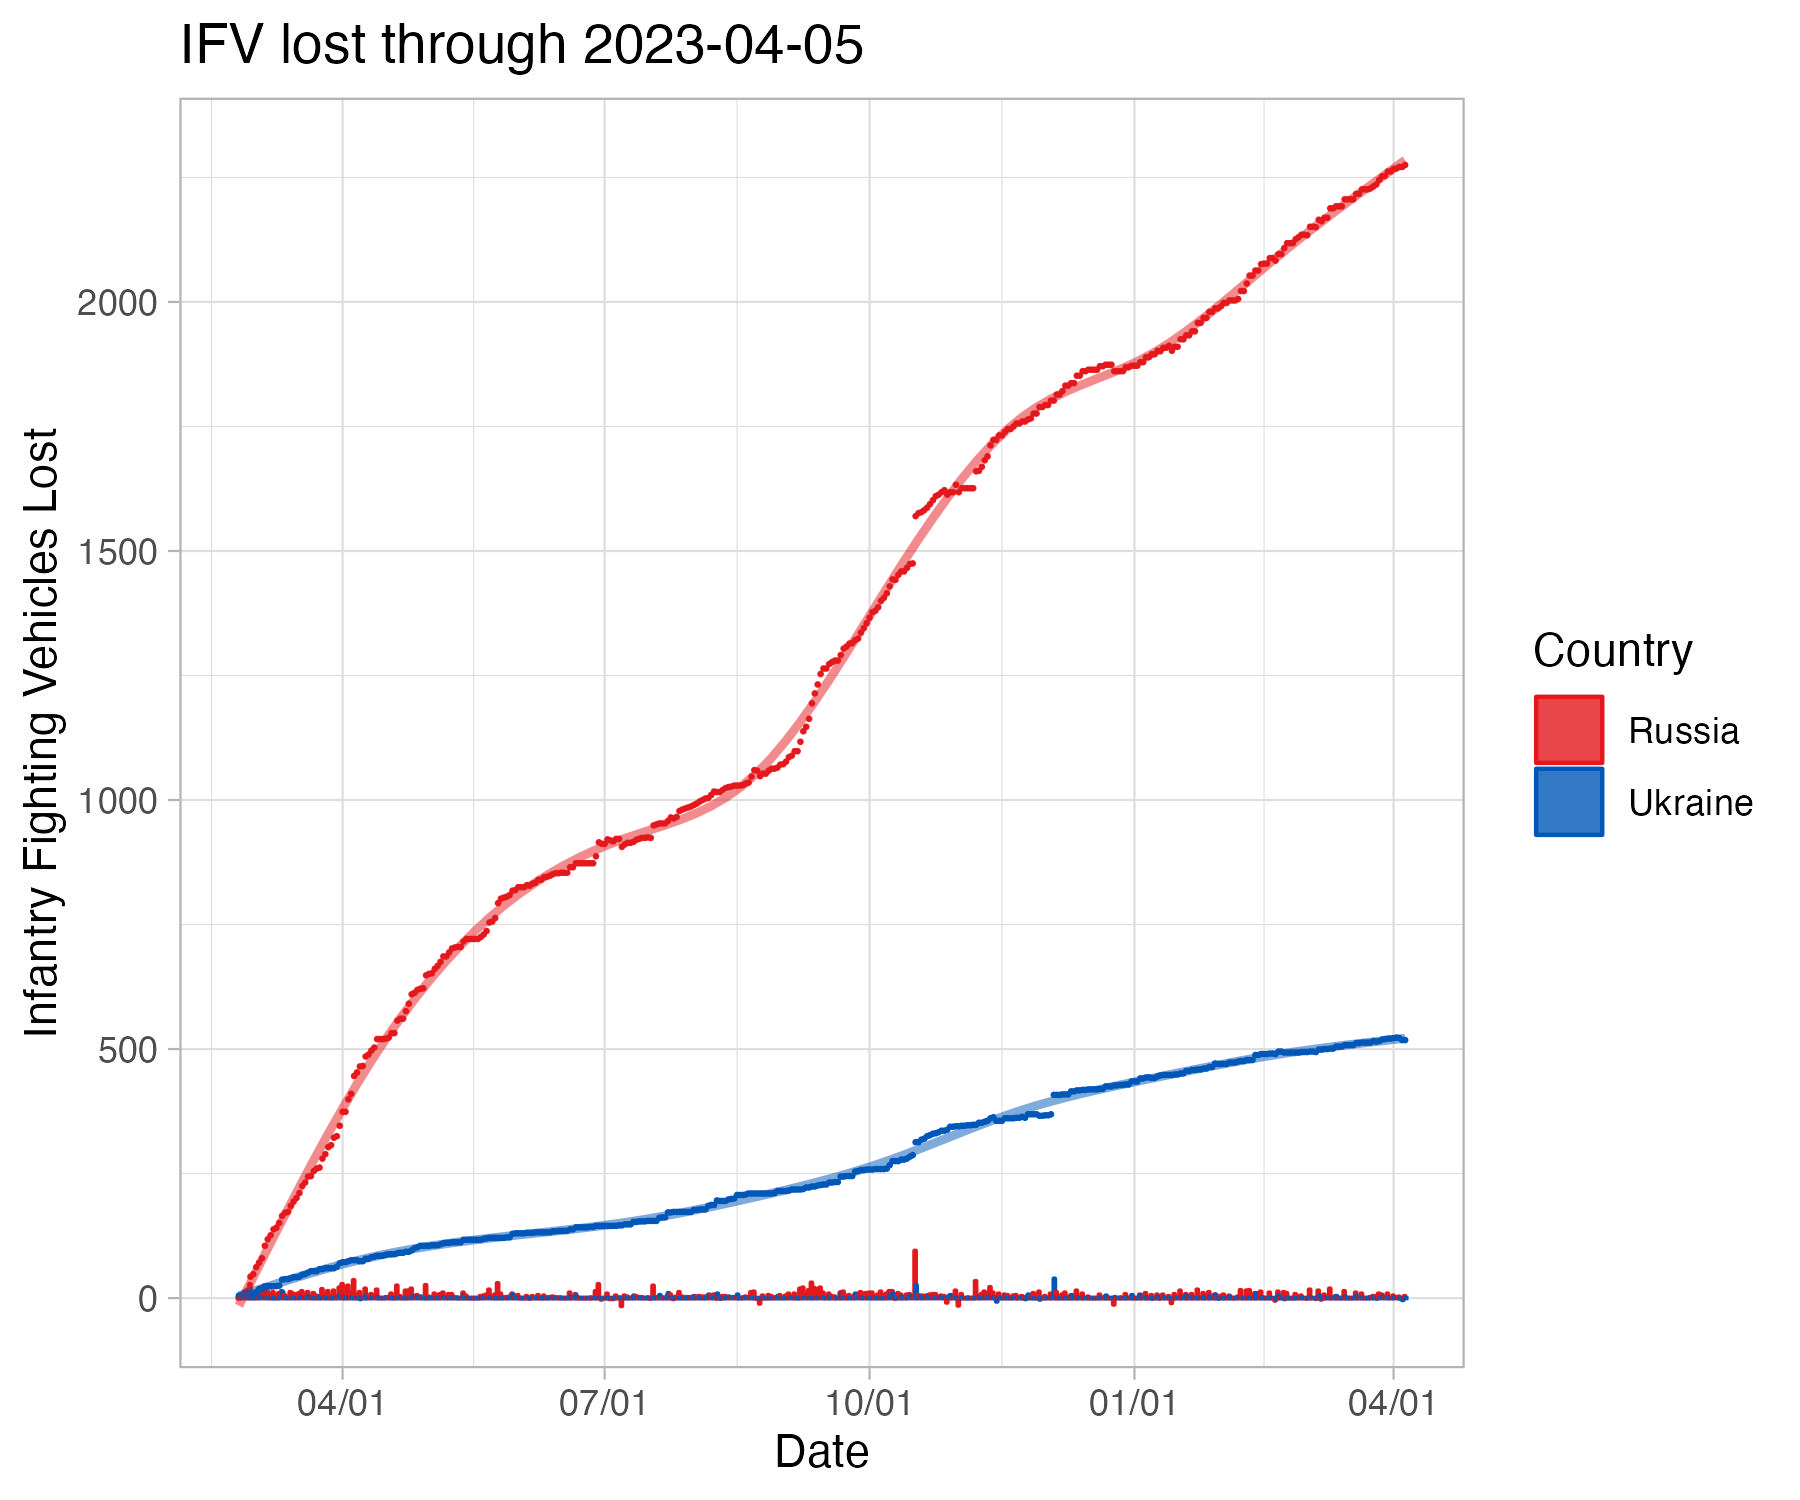 IFV lost through 2023-04-05
Infantry Fighting Vehicles Lost
2000
1500
1000
500
0
04/01
07/01
10/01
01/01
04/01
Date
Country
Russia
Ukraine